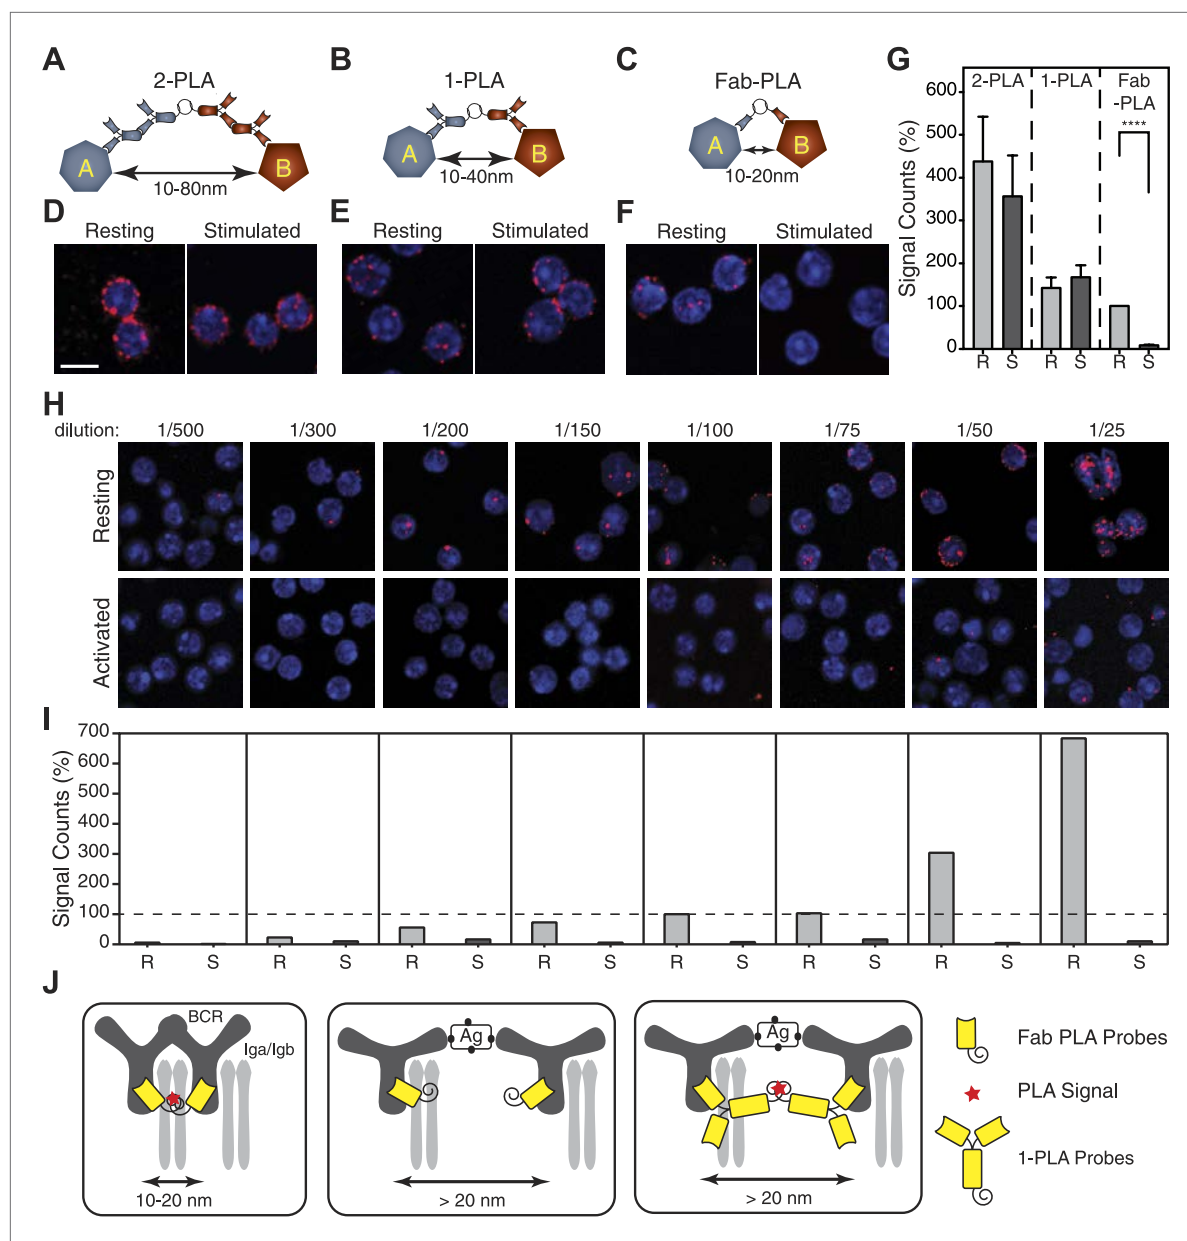 A
B
C
G
2-PLA
1-PLA
Fab-PLA
A
B
10-80nm
A
B
10-40nm
A
B
10-20nm
2-PLA
1-PLA
Fab
-PLA
****
Signal Counts (%)
600
500
400
300
200
100
0
R
S
R
S
R
S
D
E
F
Resting
Stimulated
Resting
Stimulated
Resting
Stimulated
H
dilution:
1/500
1/300
1/200
1/150
1/100
1/75
1/50
1/25
Resting
Activated
I
Signal Counts (%)
700
600
500
400
300
200
100
0
R
S
R
S
R
S
R
S
R
S
R
S
R
S
R
S
J
BCR
Iga/Igb
10-20 nm
Ag
> 20 nm
Ag
> 20 nm
Fab PLA Probes
PLA Signal
1-PLA Probes